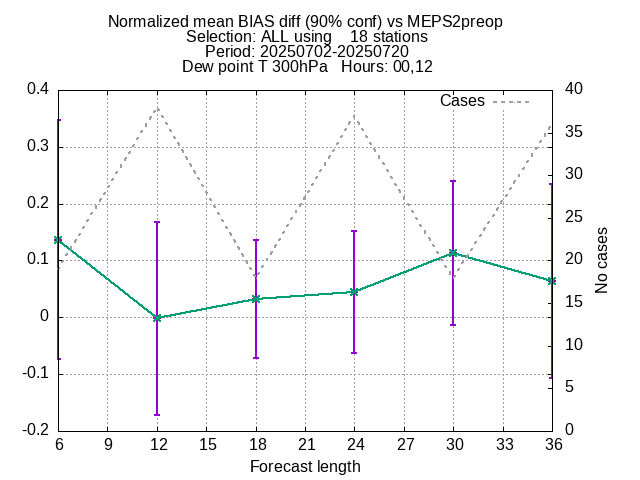 Normalized mean BIAS diff (90% conf) vs MEPS2preop
Selection: ALL using    18 stations
Period: 20250702-20250720
Dew point T 300hPa   Hours: 00,12
Cases
0.4
0.3
0.2
0.1
0
-0.1
-0.2
40
35
30
25
20
15
10
5
0
No cases
6 9 12 15 18 21 24 27 30 33 36
Forecast length